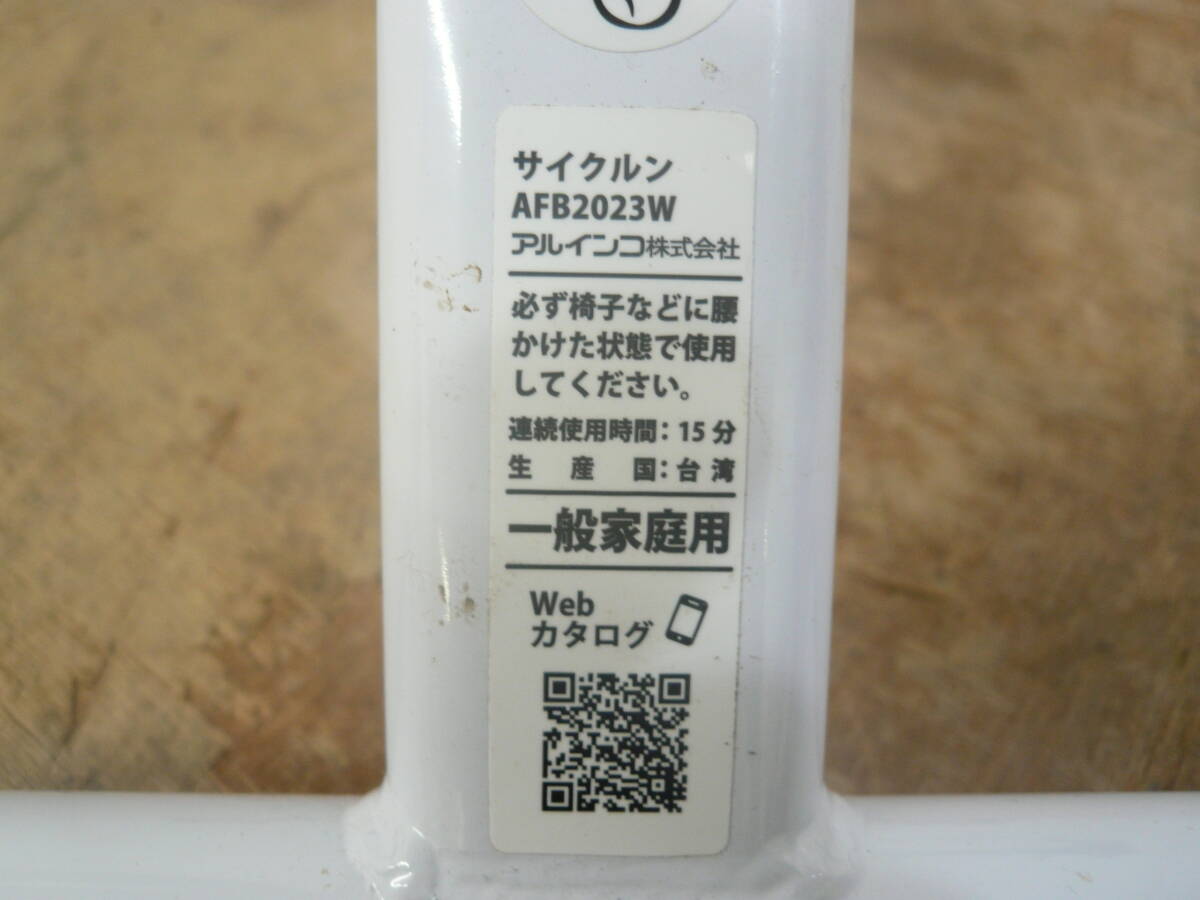 サイクルン
AFB2023W
アルインコ株式会社
必ず椅子などに腰
かけた状態で使用
してください。
連続使用時間：15分
生産国：台湾
一般家庭用
Web
カタログ